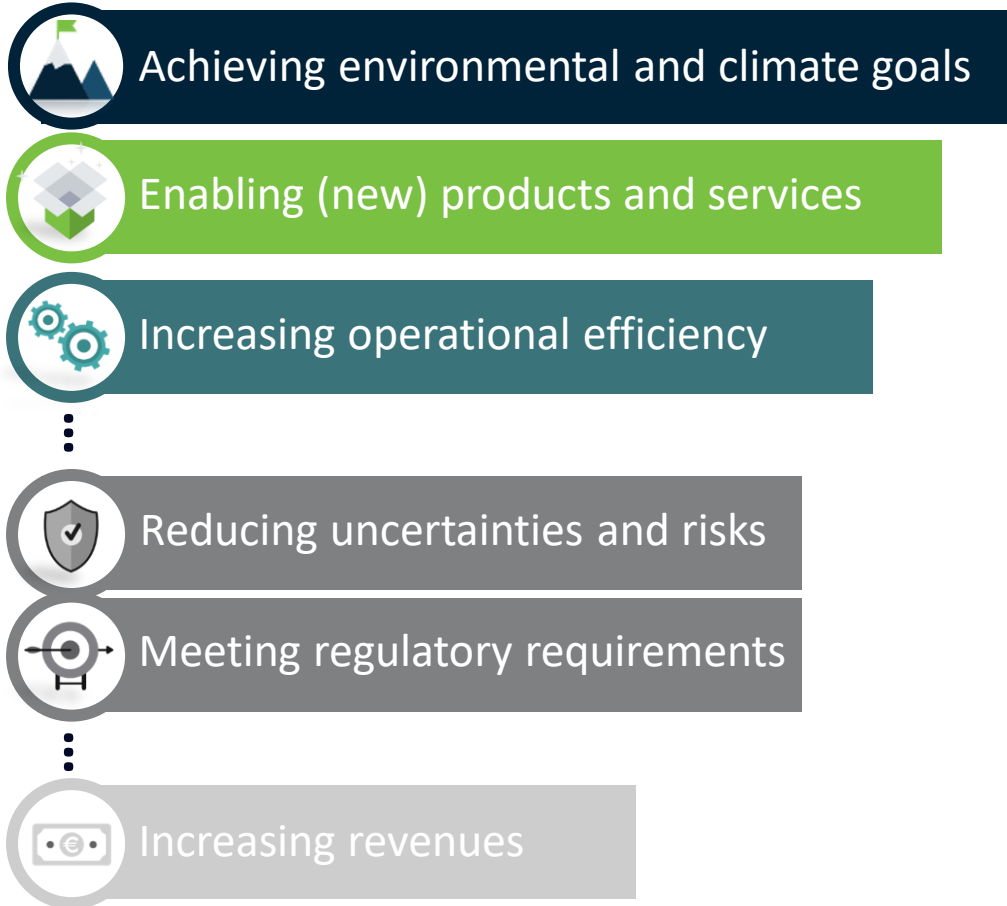 Achieving environmental and climate goals
Enabling (new) products and services
Increasing operational efficiency
Reducing uncertainties and risks
Meeting regulatory requirements
€
Increasing revenues